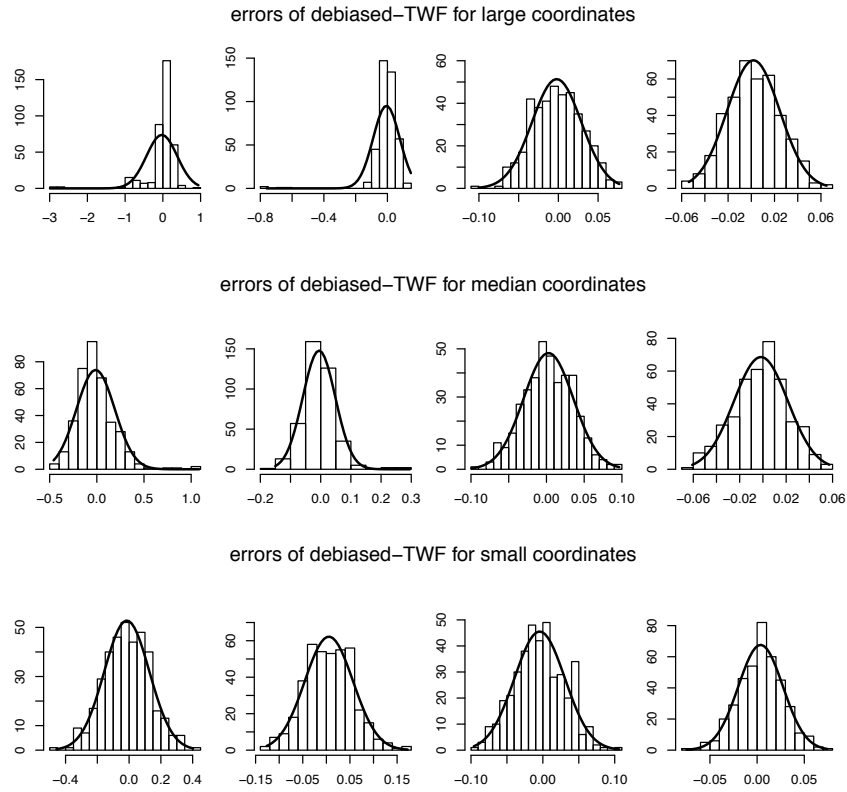 errors of debiased−TWF for large coordinates
0 50 100 150
−3 −2 −1 0 1
0 50 100 150
−0.8 −0.4 0.0
0 20 40 60
−0.10 0.00 0.05
0 20 40 60
−0.06 −0.02 0.02 0.06
errors of debiased−TWF for median coordinates
0 20 40 60 80
−0.5 0.0 0.5 1.0
0 50 100 150
−0.2 0.0 0.1 0.2 0.3
0 10 30 50
−0.10 0.00 0.05 0.10
0 20 40 60 80
−0.06 −0.02 0.02 0.06
errors of debiased−TWF for small coordinates
0 10 30 50
−0.4 0.0 0.2 0.4
0 20 40 60
−0.15 −0.05 0.05 0.15
0 10 20 30 40 50
−0.10 0.00 0.05 0.10
0 20 40 60 80
−0.05 0.00 0.05